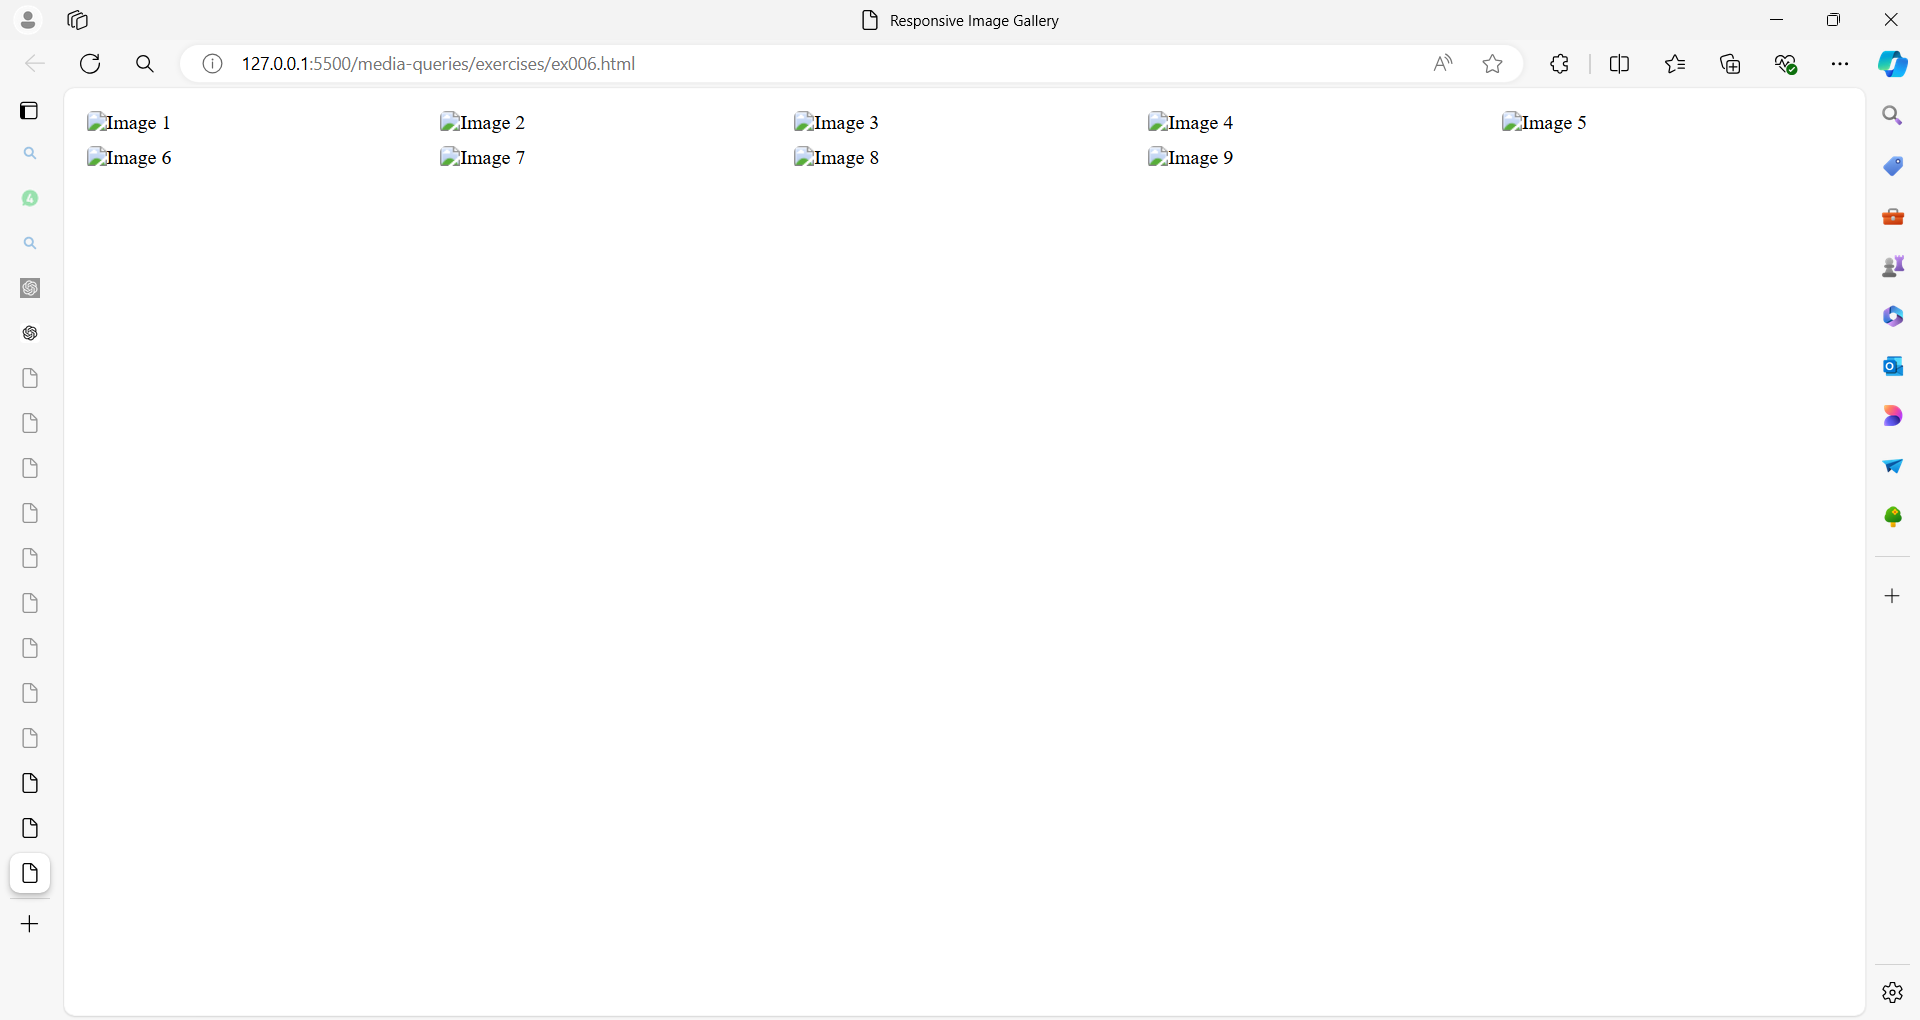 Responsive Image Gallery
127.0.0.1:5500/media-queries/exercises/ex006.html
Image 1 Image 2 Image 3 Image 4 Image 5
Image 6 Image 7 Image 8 Image 9
4